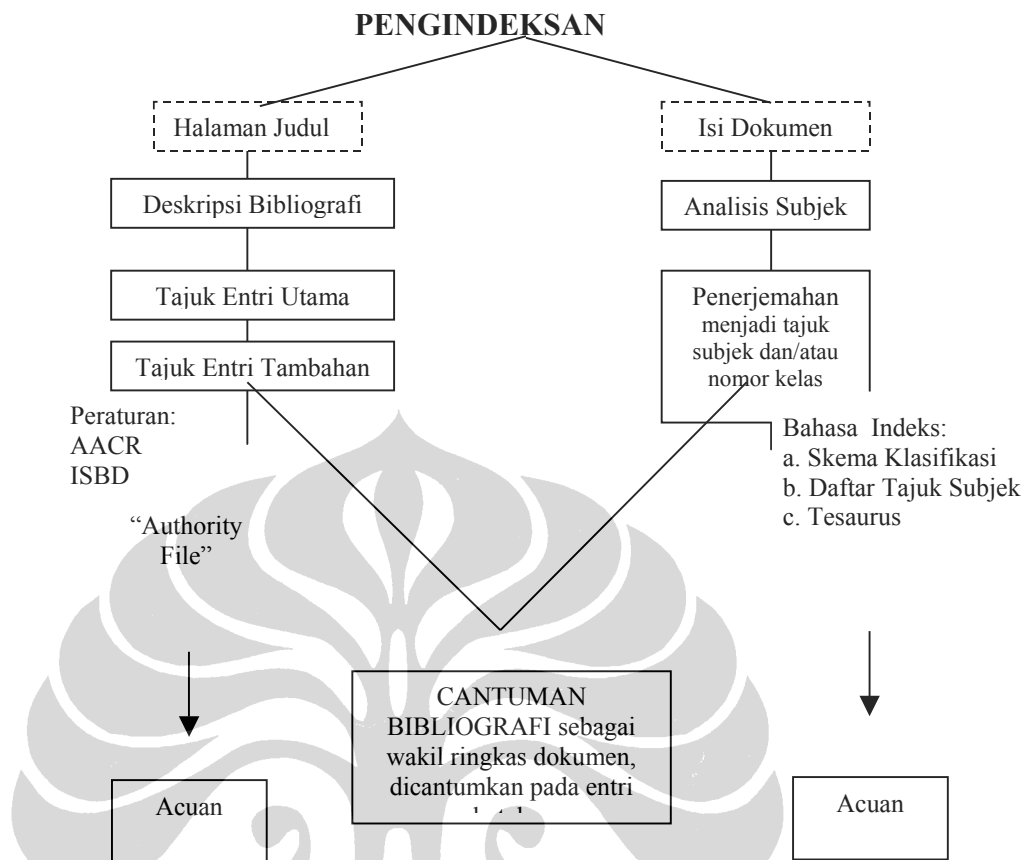 PENGINDEKSAN
Halaman Judul
Isi Dokumen
Deskripsi Bibliografi
Analisis Subjek
Tajuk Entri Utama
Penerjemahan
menjadi tajuk
subjek dan/atau
nomor kelas
Tajuk Entri Tambahan
Peraturan:
AACR
ISBD
Bahasa Indeks:
a. Skema Klasifikasi
b. Daftar Tajuk Subjek
c. Tesaurus
“Authority
File”
CANTUMAN
BIBLIOGRAFI sebagai
wakil ringkas dokumen,
dicantumkan pada entri
Acuan
Acuan